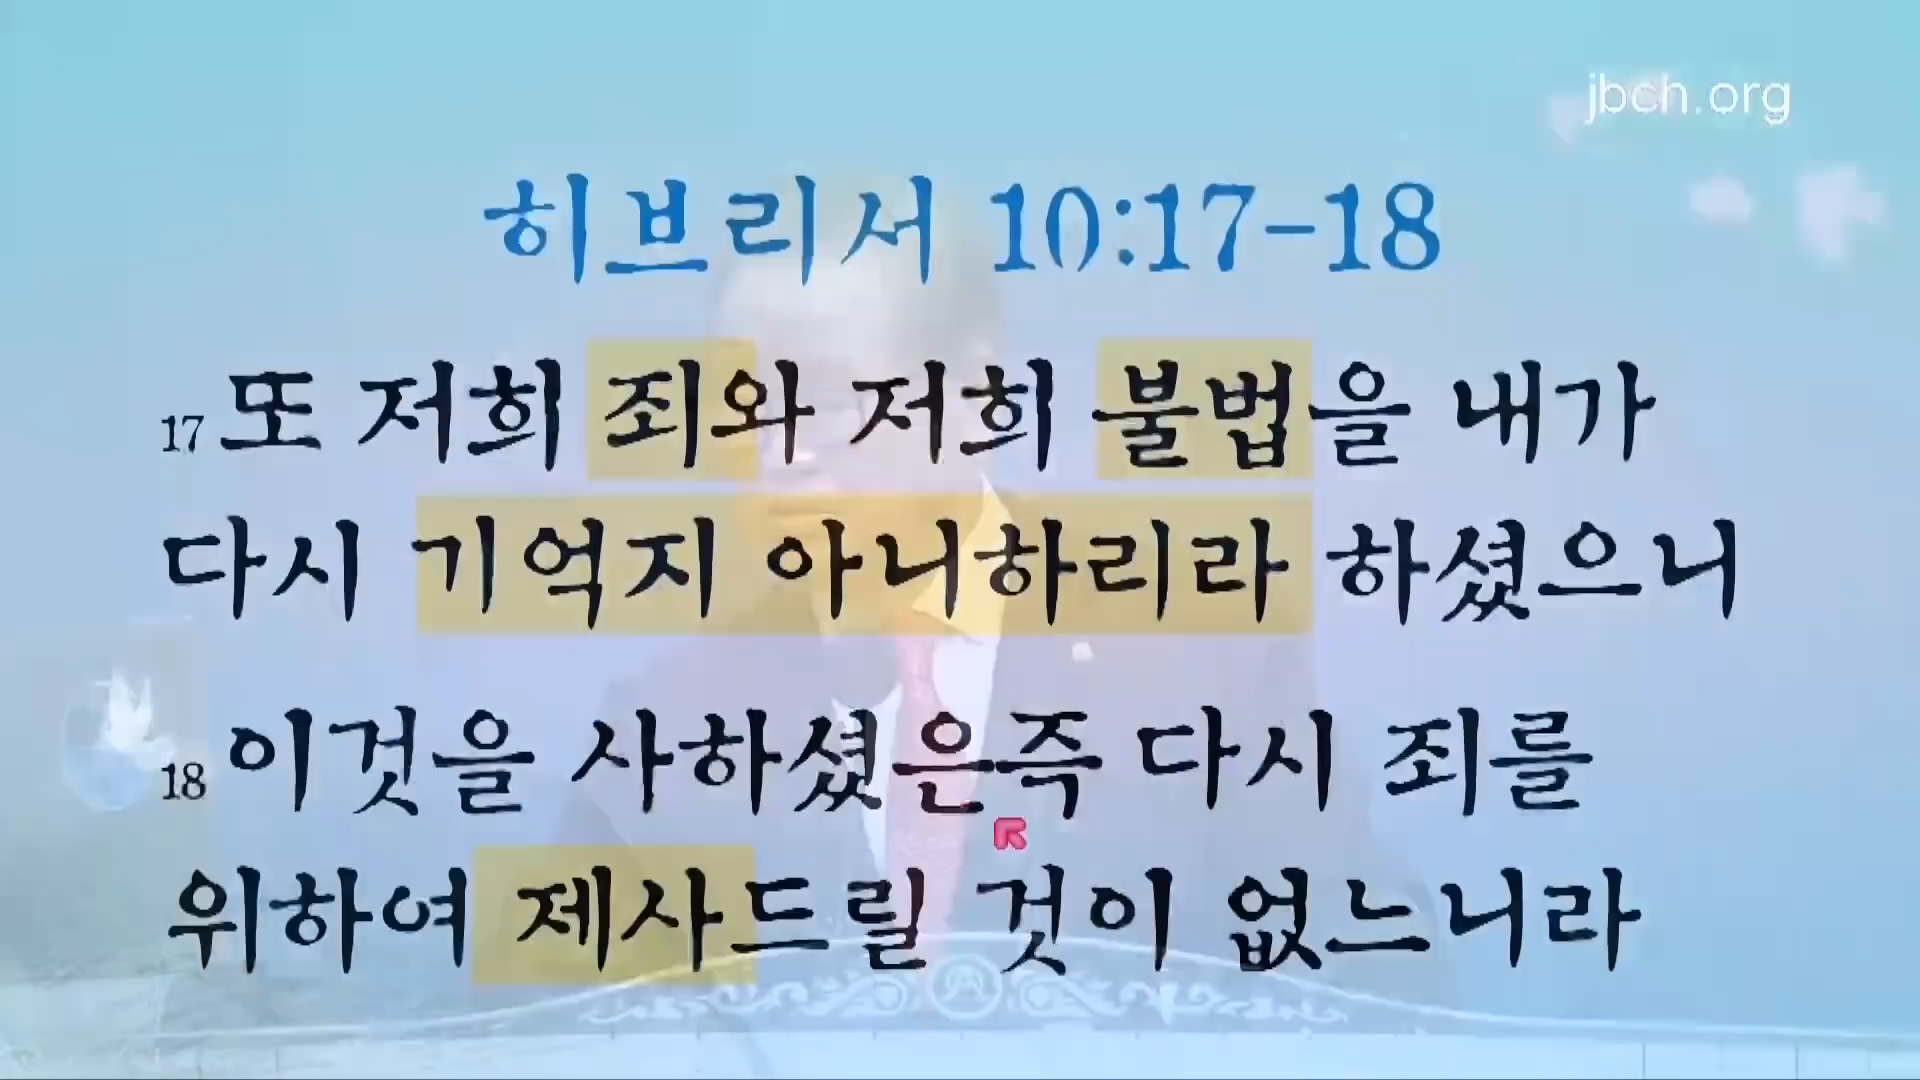 jbch.org
히브리서 10:17-18
17 또 저희 죄와 저희 불법을 내가
다시 기억지 아니하리라 하셨으니
18 이것을 사하셨은즉 다시 죄를
위하여 제사드릴 것이 없느니라